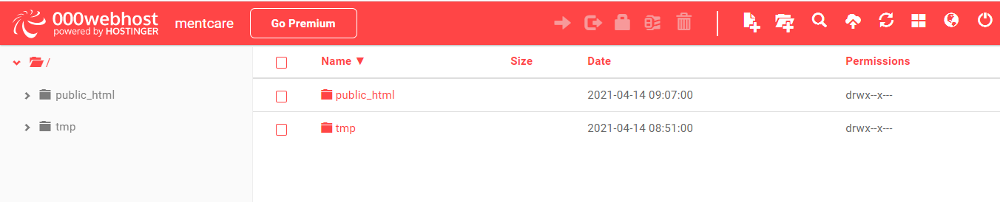 000webhost
powered by HOSTINGER
mentcare
Go Premium
/
public_html
tmp
Name ▼ Size Date Permissions
public_html 2021-04-14 09:07:00 drwx--x---
tmp 2021-04-14 08:51:00 drwx--x---